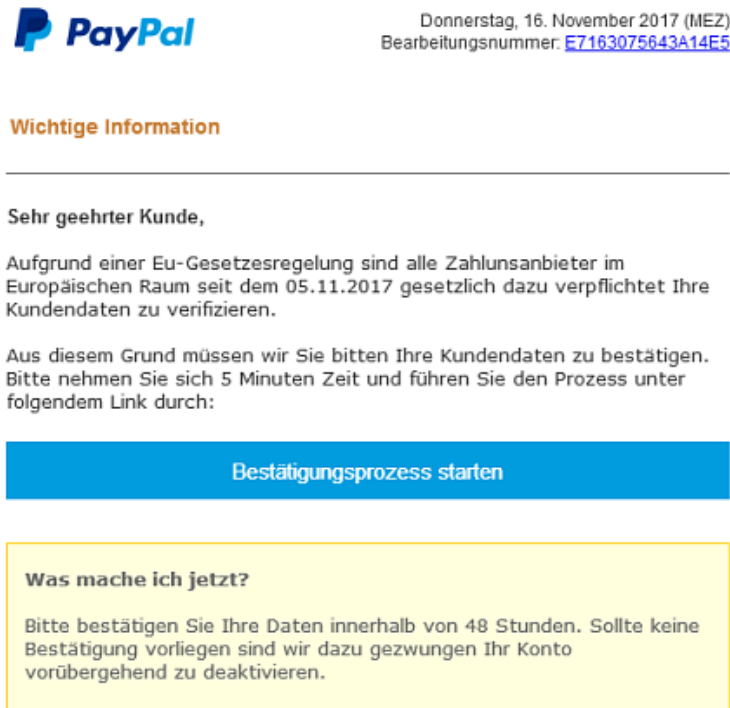 PayPal
Donnerstag, 16. November 2017 (MEZ)
Bearbeitungsnummer: E7163075643A14E5
Wichtige Information
Sehr geehrter Kunde,
Aufgrund einer Eu-Gesetzesregelung sind alle Zahlunsanbieter im
Europäischen Raum seit dem 05.11.2017 gesetzlich dazu verpflichtet Ihre
Kundendaten zu verifizieren.
Aus diesem Grund müssen wir Sie bitten Ihre Kundendaten zu bestätigen.
Bitte nehmen Sie sich 5 Minuten Zeit und führen Sie den Prozess unter
folgendem Link durch:
Bestätigungsprozess starten
Was mache ich jetzt?
Bitte bestätigen Sie Ihre Daten innerhalb von 48 Stunden. Sollte keine
Bestätigung vorliegen sind wir dazu gezwungen Ihr Konto
vorübergehend zu deaktivieren.